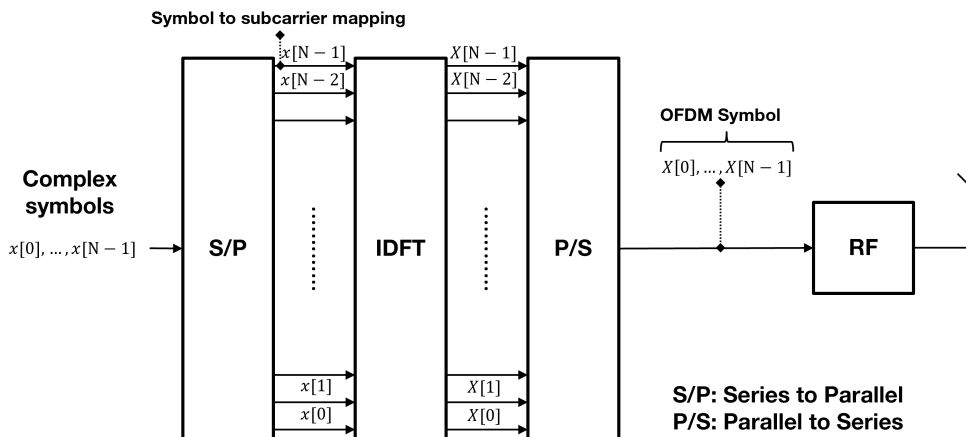 Symbol to subcarrier mapping
x[N − 1]
X[N − 1]
x[N − 2]
X[N − 2]
OFDM Symbol
X[0], … , X[N − 1]
Complex
symbols
x[0], … , x[N − 1]
S/P
IDFT
P/S
RF
x[1]
X[1]
x[0]
X[0]
S/P: Series to Parallel
P/S: Parallel to Series